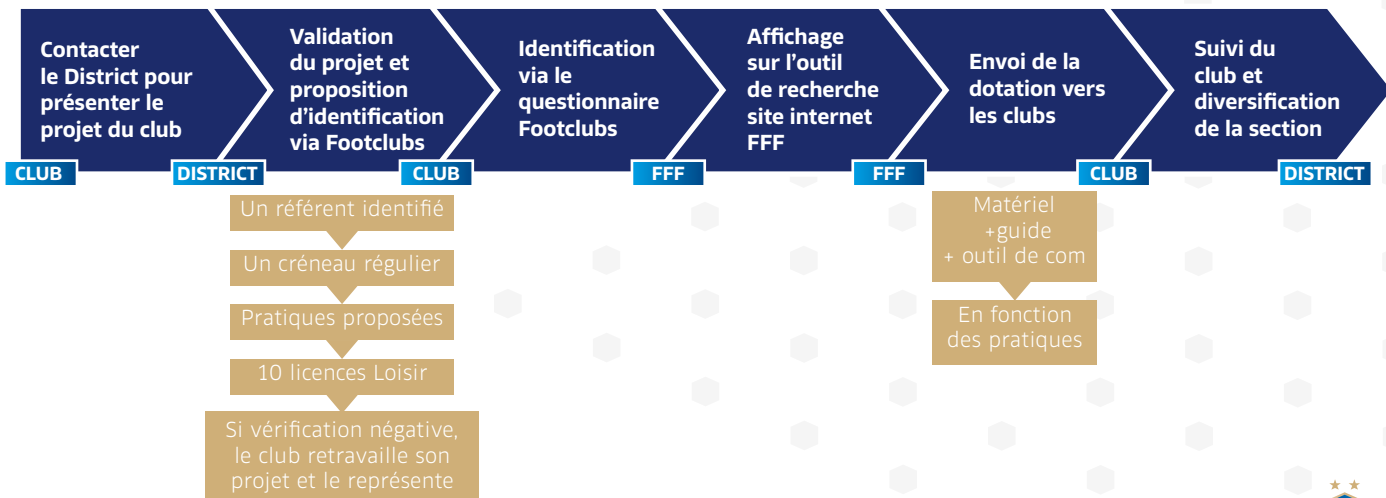 Contacter
le District pour
présenter le
projet du club
Validation
du projet et
proposition
d'identification
via Footclubs
Identification
via le
questionnaire
Footclubs
Affichage
sur l'outil
de recherche
site internet
FFF
Envoi de la
dotation vers
les clubs
Suivi du
club et
diversification
de la section
CLUB
DISTRICT
CLUB
FFF
FFF
CLUB
DISTRICT
Un référent identifié
Un créneau régulier
Pratiques proposées
10 licences Loisir
Si vérification négative,
le club retravaille son
projet et le représente
Matériel
+guide
+ outil de com
En fonction
des pratiques